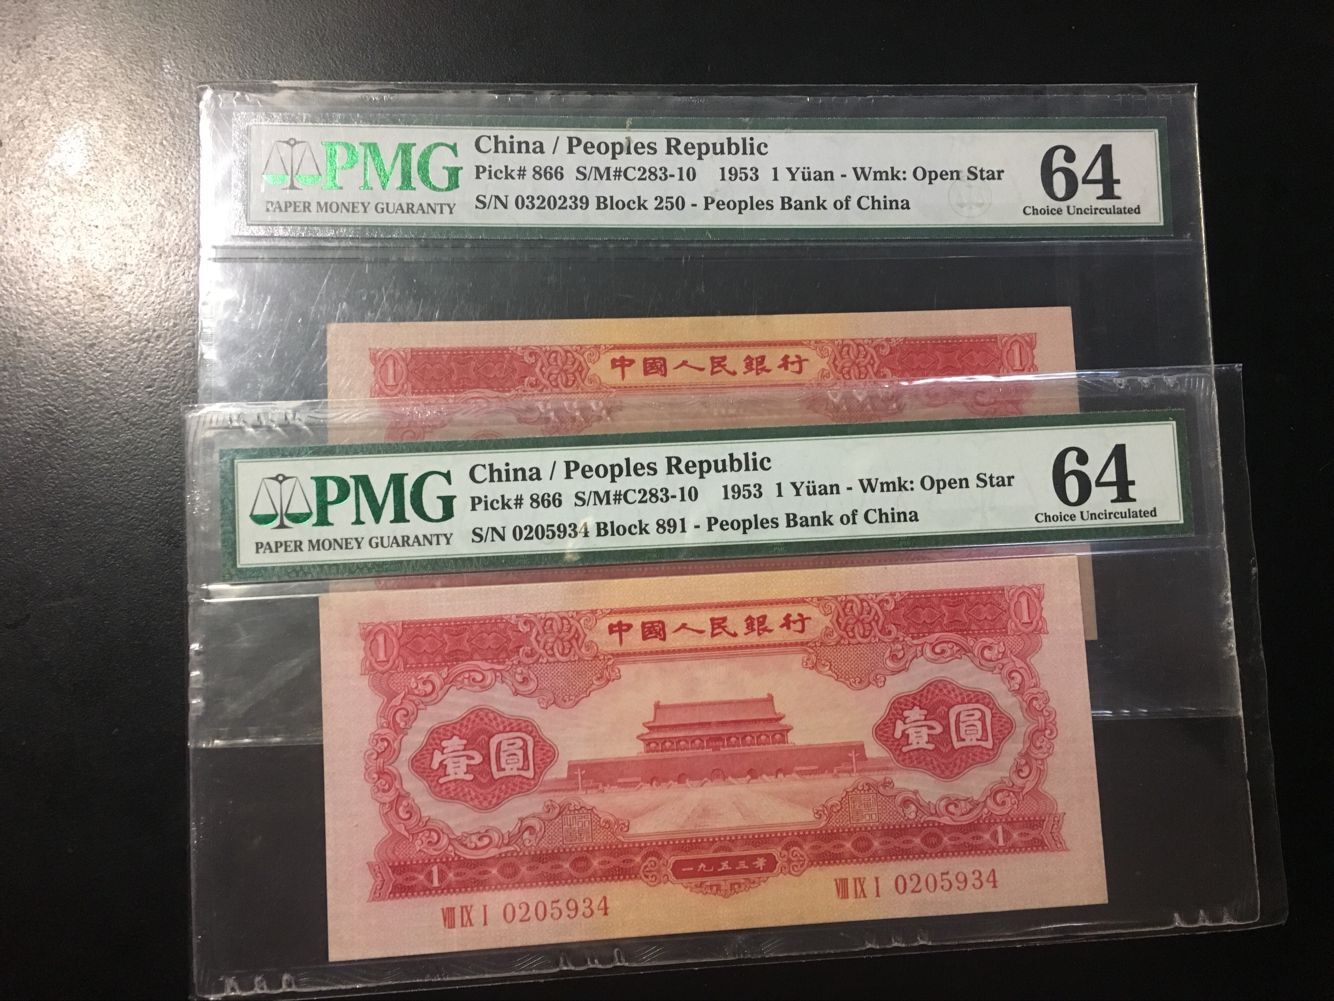 PMG
PAPER MONEY GUARANTY
China / Peoples Republic
Pick# 866 S/M#C283-10 1953 1 Yüan - Wmk: Open Star
S/N 0320239 Block 250 - Peoples Bank of China
64
Choice Uncirculated
1 中國人民銀行 1
PMG
PAPER MONEY GUARANTY
China / Peoples Republic
Pick# 866 S/M#C283-10 1953 1 Yüan - Wmk: Open Star
S/N 0205934 Block 891 - Peoples Bank of China
64
Choice Uncirculated
1 中國人民銀行 1
壹圓 壹圓
1 一九五三年 1
VIII IX I 0205934 VIII IX I 0205934